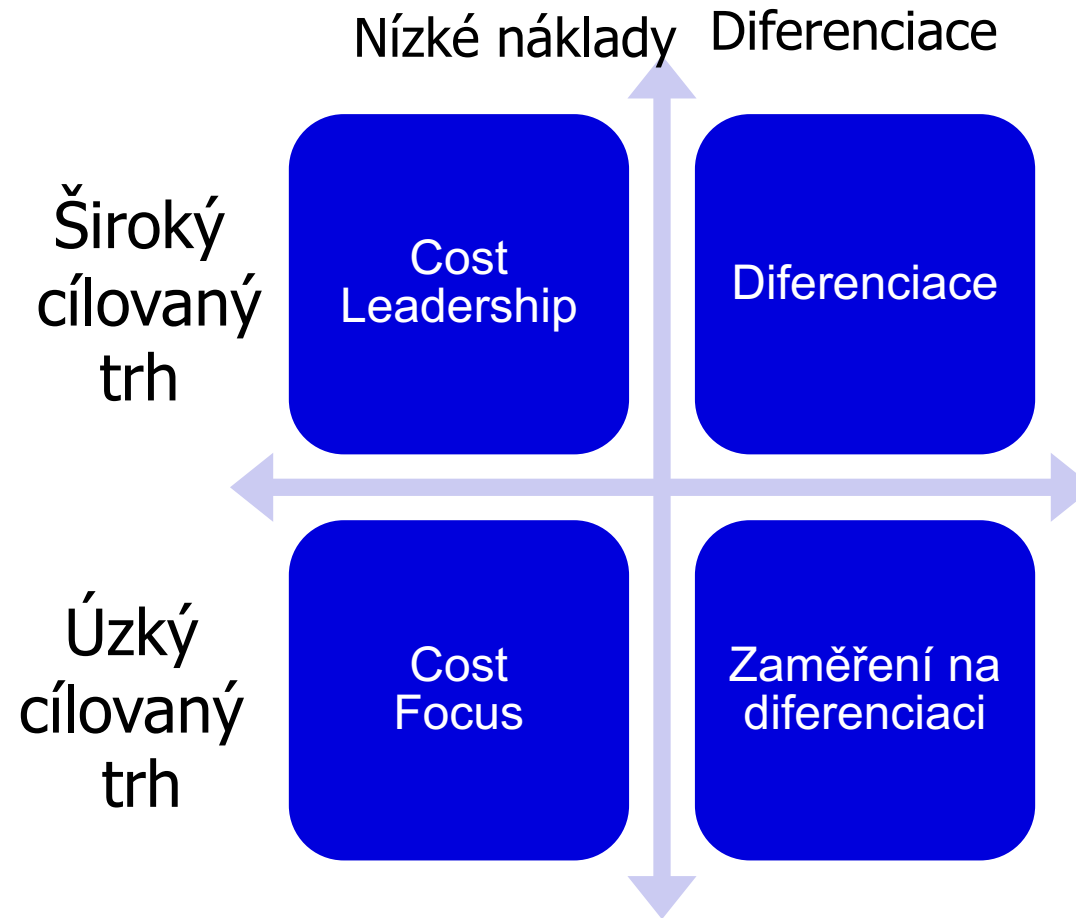 Nízké náklady Diferenciace
Široký
cílovaný
trh
Cost
Leadership
Diferenciace
Úzký
cílovaný
trh
Cost
Focus
Zaměření na
diferenciaci